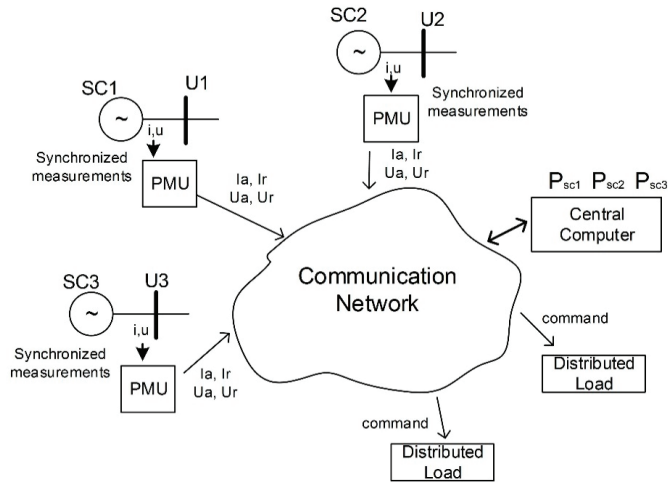 SC2
U2
~
i,u
Synchronized
measurements
PMU
Ia, Ir
Ua, Ur
SC1
U1
~
i,u
Synchronized
measurements
PMU
Ia, Ir
Ua, Ur
Psc1 Psc2 Psc3
Central
Computer
Communication
Network
SC3
U3
~
i,u
Synchronized
measurements
PMU
Ia, Ir
Ua, Ur
command
Distributed
Load
command
Distributed
Load